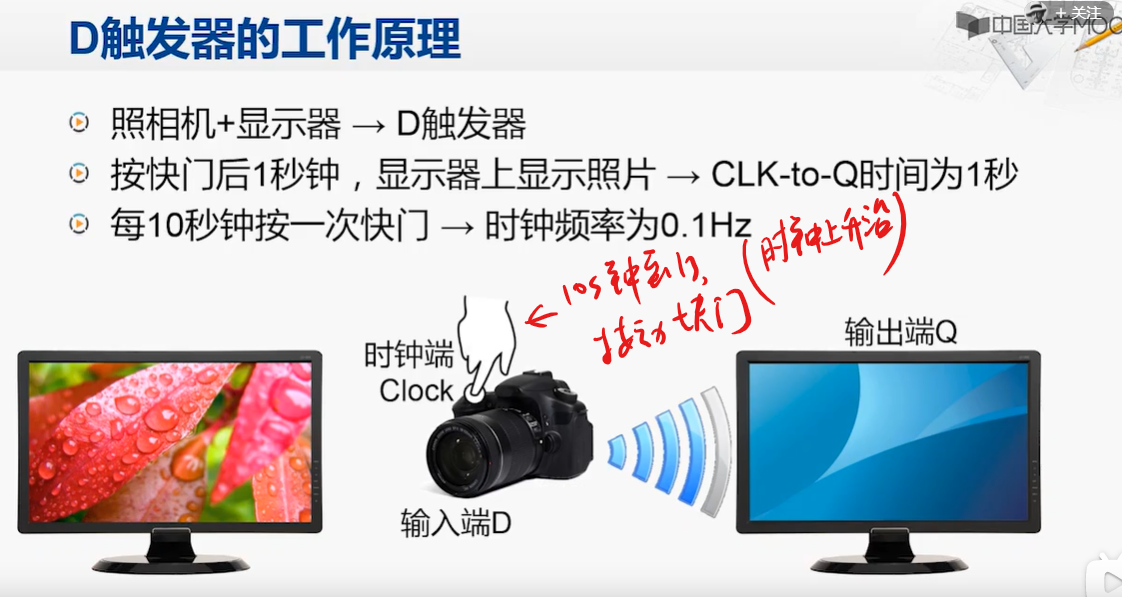 + 关注
中国大学MOOC
D触发器的工作原理
照相机+显示器 → D触发器
按快门后1秒钟，显示器上显示照片 → CLK-to-Q时间为1秒
每10秒钟按一次快门 → 时钟频率为0.1Hz
(时钟上升沿)
← 10s钟到了,
按动快门
时钟端
Clock
输入端D
输出端Q